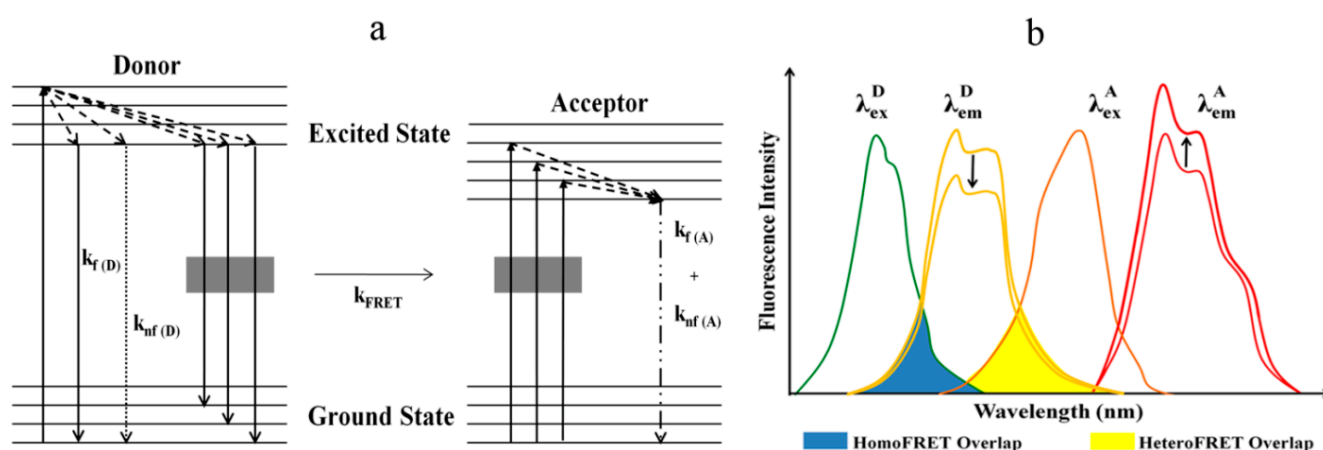 a
Donor
Acceptor
Excited State
k_f (D)
k_nf (D)
k_FRET
k_f (A)
+
k_nf (A)
Ground State
b
Fluorescence Intensity
λ_ex^D
λ_em^D
λ_ex^A
λ_em^A
Wavelength (nm)
HomoFRET Overlap
HeteroFRET Overlap